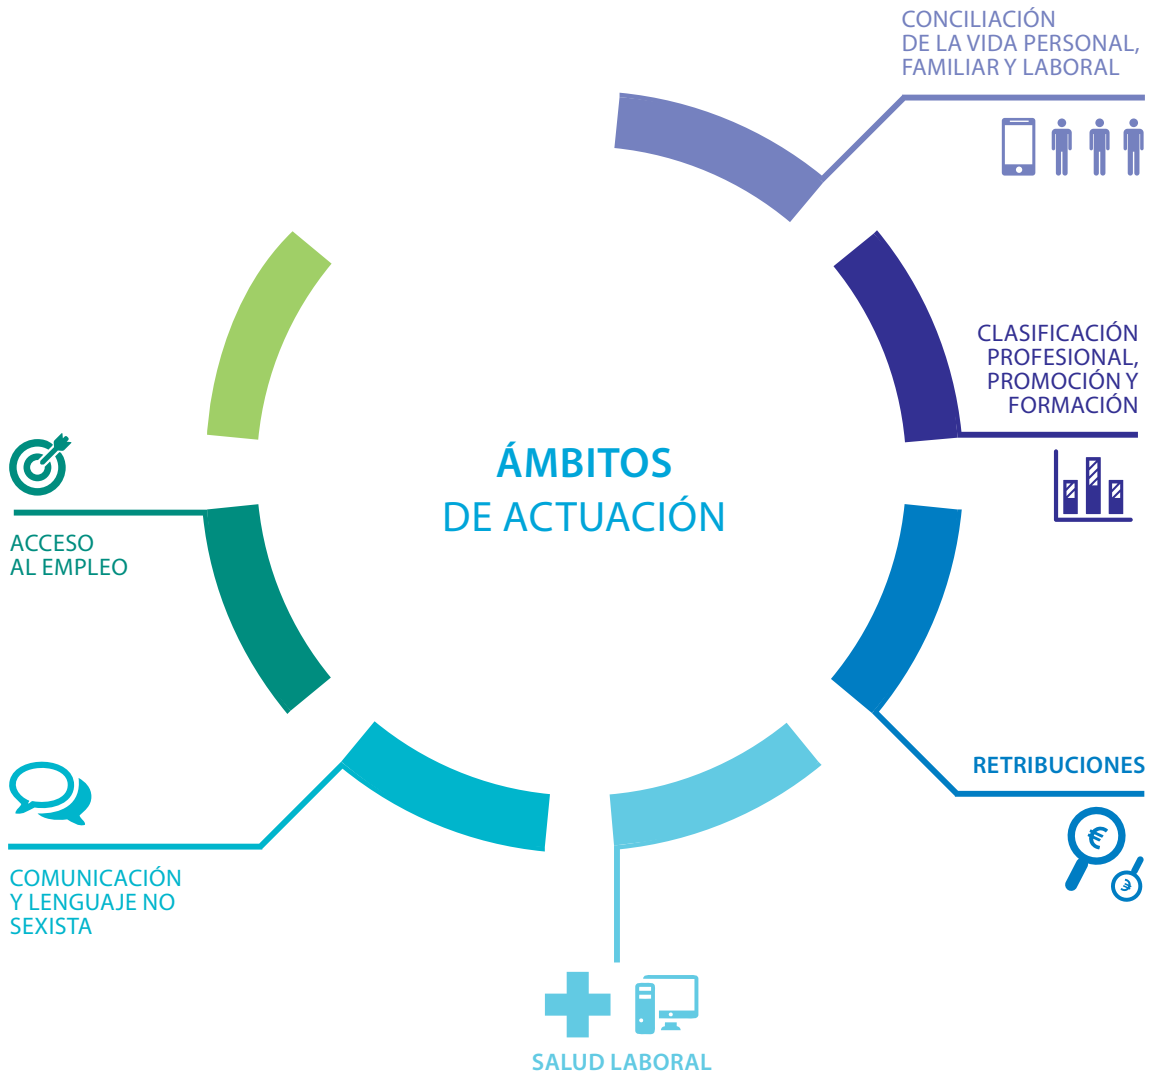 CONCILIACIÓN
DE LA VIDA PERSONAL,
FAMILIAR Y LABORAL
CLASIFICACIÓN
PROFESIONAL,
PROMOCIÓN Y
FORMACIÓN
ÁMBITOS
DE ACTUACIÓN
ACCESO
AL EMPLEO
RETRIBUCIONES
€
€
COMUNICACIÓN
Y LENGUAJE NO
SEXISTA
SALUD LABORAL